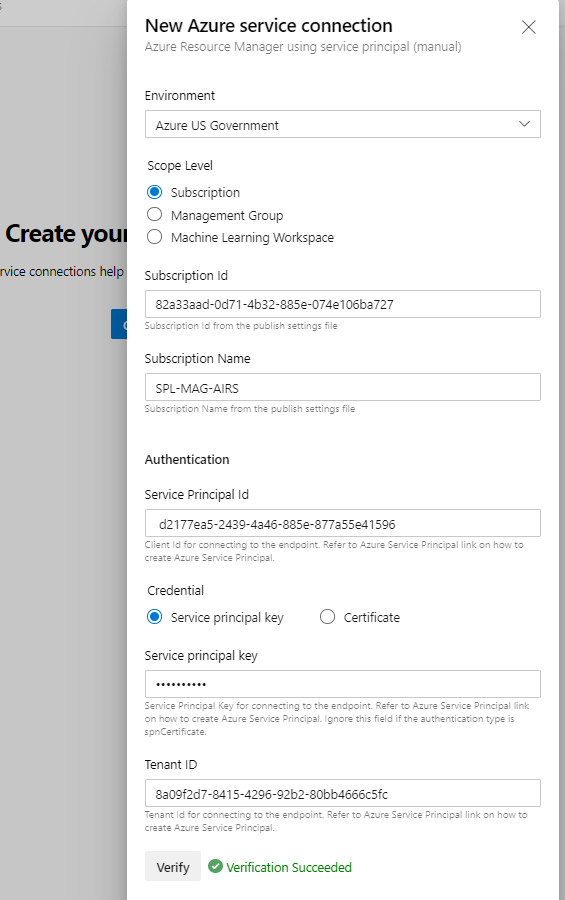 New Azure service connection
Azure Resource Manager using service principal (manual)
Environment
Azure US Government
Scope Level
Subscription
Management Group
Machine Learning Workspace
Create your
rvice connections help
Subscription Id
82a33aad-0d71-4b32-885e-074e106ba727
Subscription Id from the publish settings file
Subscription Name
SPL-MAG-AIRS
Subscription Name from the publish settings file
Authentication
Service Principal Id
d2177ea5-2439-4a46-885e-877a55e41596
Client Id for connecting to the endpoint. Refer to Azure Service Principal link on how to
create Azure Service Principal.
Credential
Service principal key
Certificate
Service principal key
••••••••••
Service Principal Key for connecting to the endpoint. Refer to Azure Service Principal link
on how to create Azure Service Principal. Ignore this field if the authentication type is
spnCertificate.
Tenant ID
8a09f2d7-8415-4296-92b2-80bb4666c5fc
Tenant Id for connecting to the endpoint. Refer to Azure Service Principal link on how to
create Azure Service Principal.
Verify
Verification Succeeded